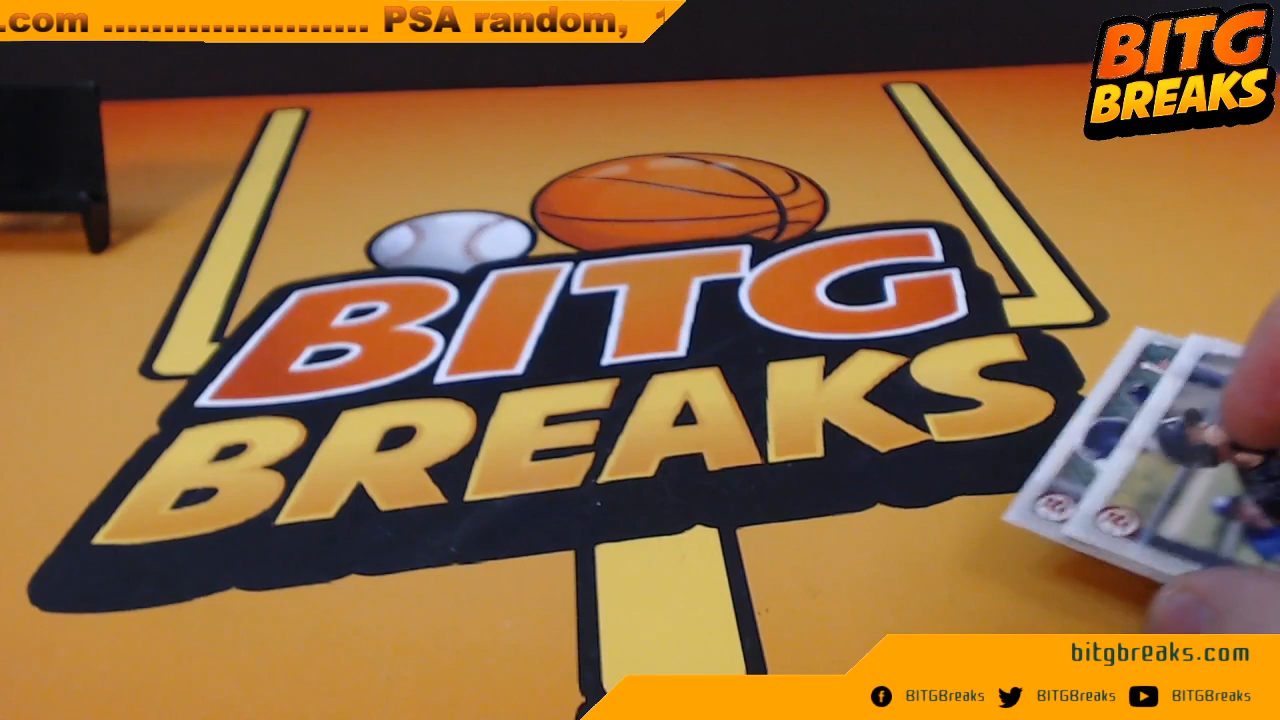 .com ...................... PSA random,
BITG
BREAKS
BITG
BREAKS
bitgbreaks.com
BITGBreaks BITGBreaks BITGBreaks